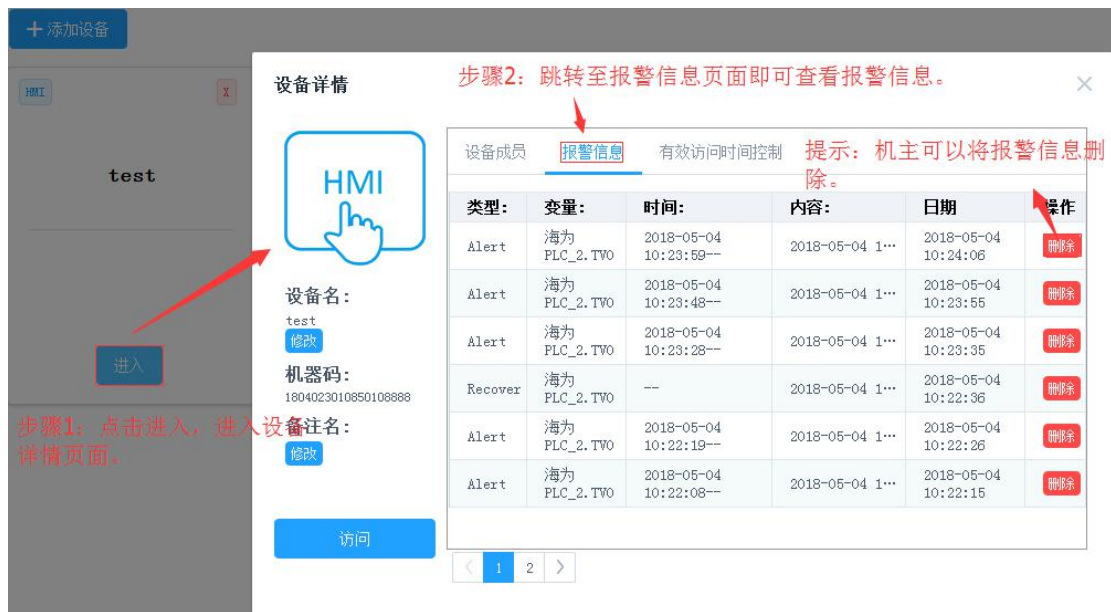 + 添加设备
HMI
X
test
进入
步骤1：点击进入，进入设备
详情页面。
设备详情
步骤2：跳转至报警信息页面即可查看报警信息。
×
HMI
设备名:
test
修改
机器码:
1804023010850108888
备注名:
修改
访问
设备成员 报警信息 有效访问时间控制
提示：机主可以将报警信息删
除。
类型: 变量: 时间: 内容: 日期 操作
Alert 海为 2018-05-04 2018-05-04 1… 2018-05-04 删除
PLC_2.TV0 10:23:59-- 10:24:06
Alert 海为 2018-05-04 2018-05-04 1… 2018-05-04 删除
PLC_2.TV0 10:23:48-- 10:23:55
Alert 海为 2018-05-04 2018-05-04 1… 2018-05-04 删除
PLC_2.TV0 10:23:28-- 10:23:35
Recover 海为 -- 2018-05-04 1… 2018-05-04 删除
PLC_2.TV0 10:22:36
Alert 海为 2018-05-04 2018-05-04 1… 2018-05-04 删除
PLC_2.TV0 10:22:19-- 10:22:26
Alert 海为 2018-05-04 2018-05-04 1… 2018-05-04 删除
PLC_2.TV0 10:22:08-- 10:22:15
< 1 2 >